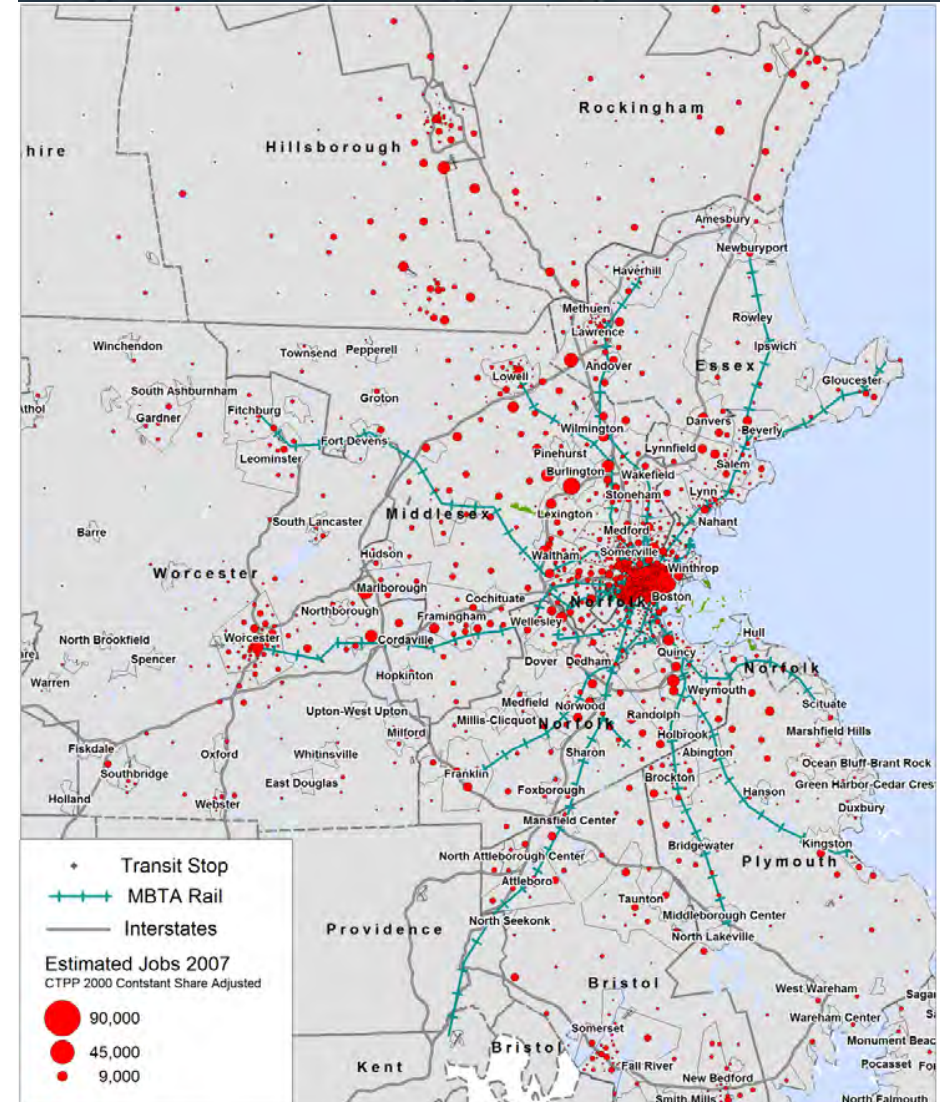 Rockingham
hire
Hillsborough
Amesbury
Newburyport
Haverhill
Methuen
Rowley
Lawrence
Winchendon
Townsend
Pepperell
Ipswich
Andover
Essex
Lowell
Gloucester
South Ashburnham
Groton
thol
Gardner
Fitchburg
Wilmington
Danvers
Beverly
Fort Devens
Lynnfield
Leominster
Pinehurst
Salem
Burlington
Wakefield
Stoneham
Lynn
Middlesex
Lexington
South Lancaster
Nahant
Barre
Medford
Hudson
Waltham
Somerville
Winthrop
Worcester
Marlborough
Cochituate
Norfolk
Boston
Northborough
Framingham
Wellesley
Hull
North Brookfield
Worcester
Cordaville
Quincy
Spencer
Dover
Dedham
Norfolk
Warren
Hopkinton
Weymouth
Medfield
Norwood
Scituate
Upton-West Upton
Millis-Clicquot
Norfolk
Randolph
Milford
Holbrook
Marshfield Hills
Fiskdale
Oxford
Whitinsville
Sharon
Abington
Ocean Bluff-Brant Rock
Southbridge
Franklin
Brockton
East Douglas
Foxborough
Hanson
Green Harbor-Cedar Crest
Holland
Webster
Duxbury
Mansfield Center
Kingston
Bridgewater
North Attleborough Center
Plymouth
Attleboro
Taunton
Middleborough Center
North Seekonk
Providence
North Lakeville
Bristol
West Wareham
Wareham Center
Somerset
Monument Beac
Bristol
Fall River
Pocasset
Kent
New Bedford
Smith Mills
North Falmouth
Transit Stop
MBTA Rail
Interstates
Estimated Jobs 2007
CTPP 2000 Contstant Share Adjusted
90,000
45,000
9,000